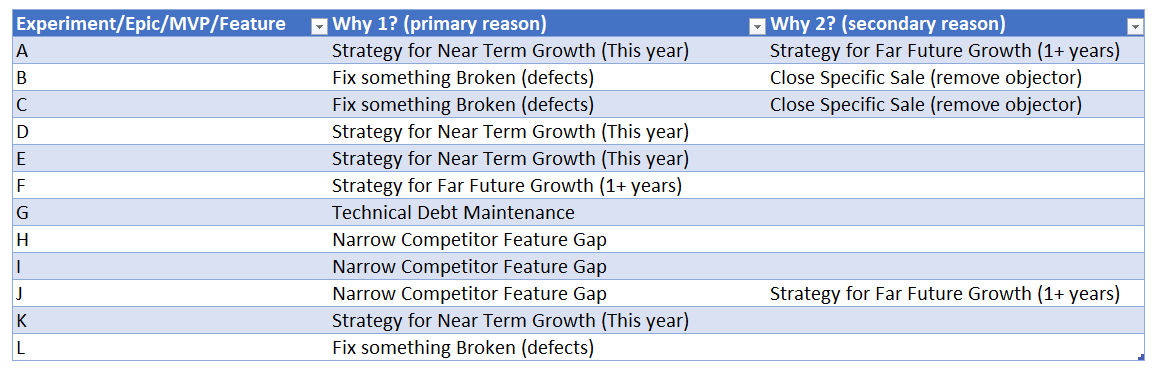 Experiment/Epic/MVP/Feature Why 1? (primary reason) Why 2? (secondary reason)
A Strategy for Near Term Growth (This year) Strategy for Far Future Growth (1+ years)
B Fix something Broken (defects) Close Specific Sale (remove objector)
C Fix something Broken (defects) Close Specific Sale (remove objector)
D Strategy for Near Term Growth (This year)
E Strategy for Near Term Growth (This year)
F Strategy for Far Future Growth (1+ years)
G Technical Debt Maintenance
H Narrow Competitor Feature Gap
I Narrow Competitor Feature Gap
J Narrow Competitor Feature Gap Strategy for Far Future Growth (1+ years)
K Strategy for Near Term Growth (This year)
L Fix something Broken (defects)